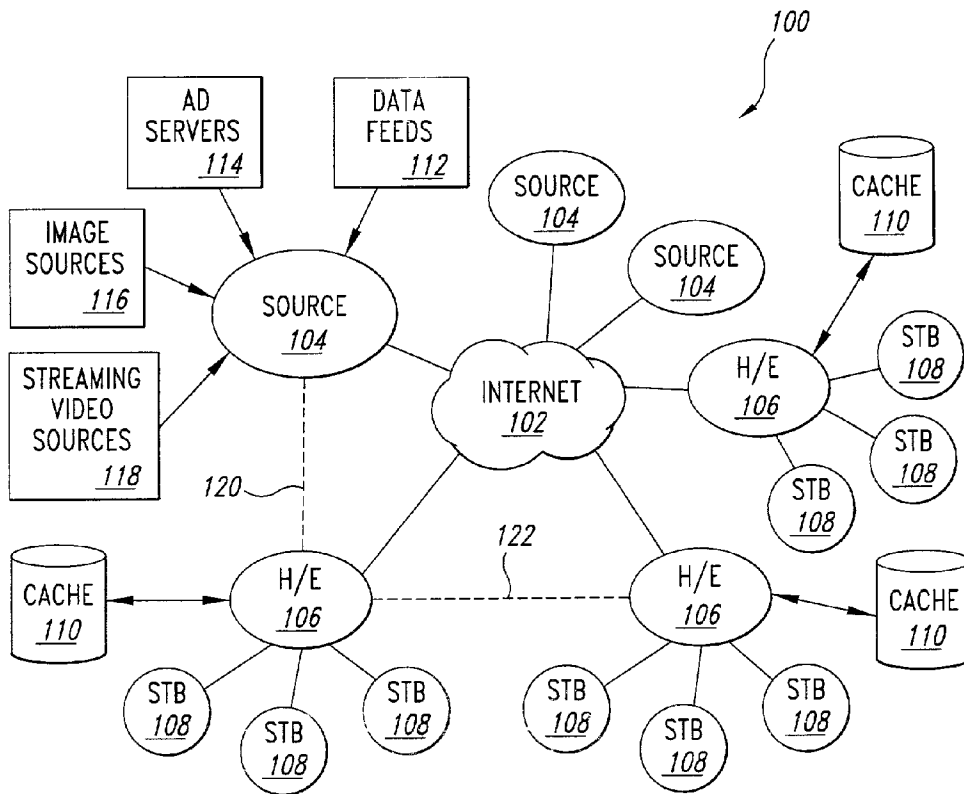 100
AD
SERVERS
114
DATA
FEEDS
112
IMAGE
SOURCES
116
STREAMING
VIDEO
SOURCES
118
SOURCE
104
SOURCE
104
SOURCE
104
CACHE
110
INTERNET
102
H/E
106
STB
108
STB
108
STB
108
120
122
CACHE
110
H/E
106
STB
108
STB
108
STB
108
H/E
106
CACHE
110
STB
108
STB
108
STB
108